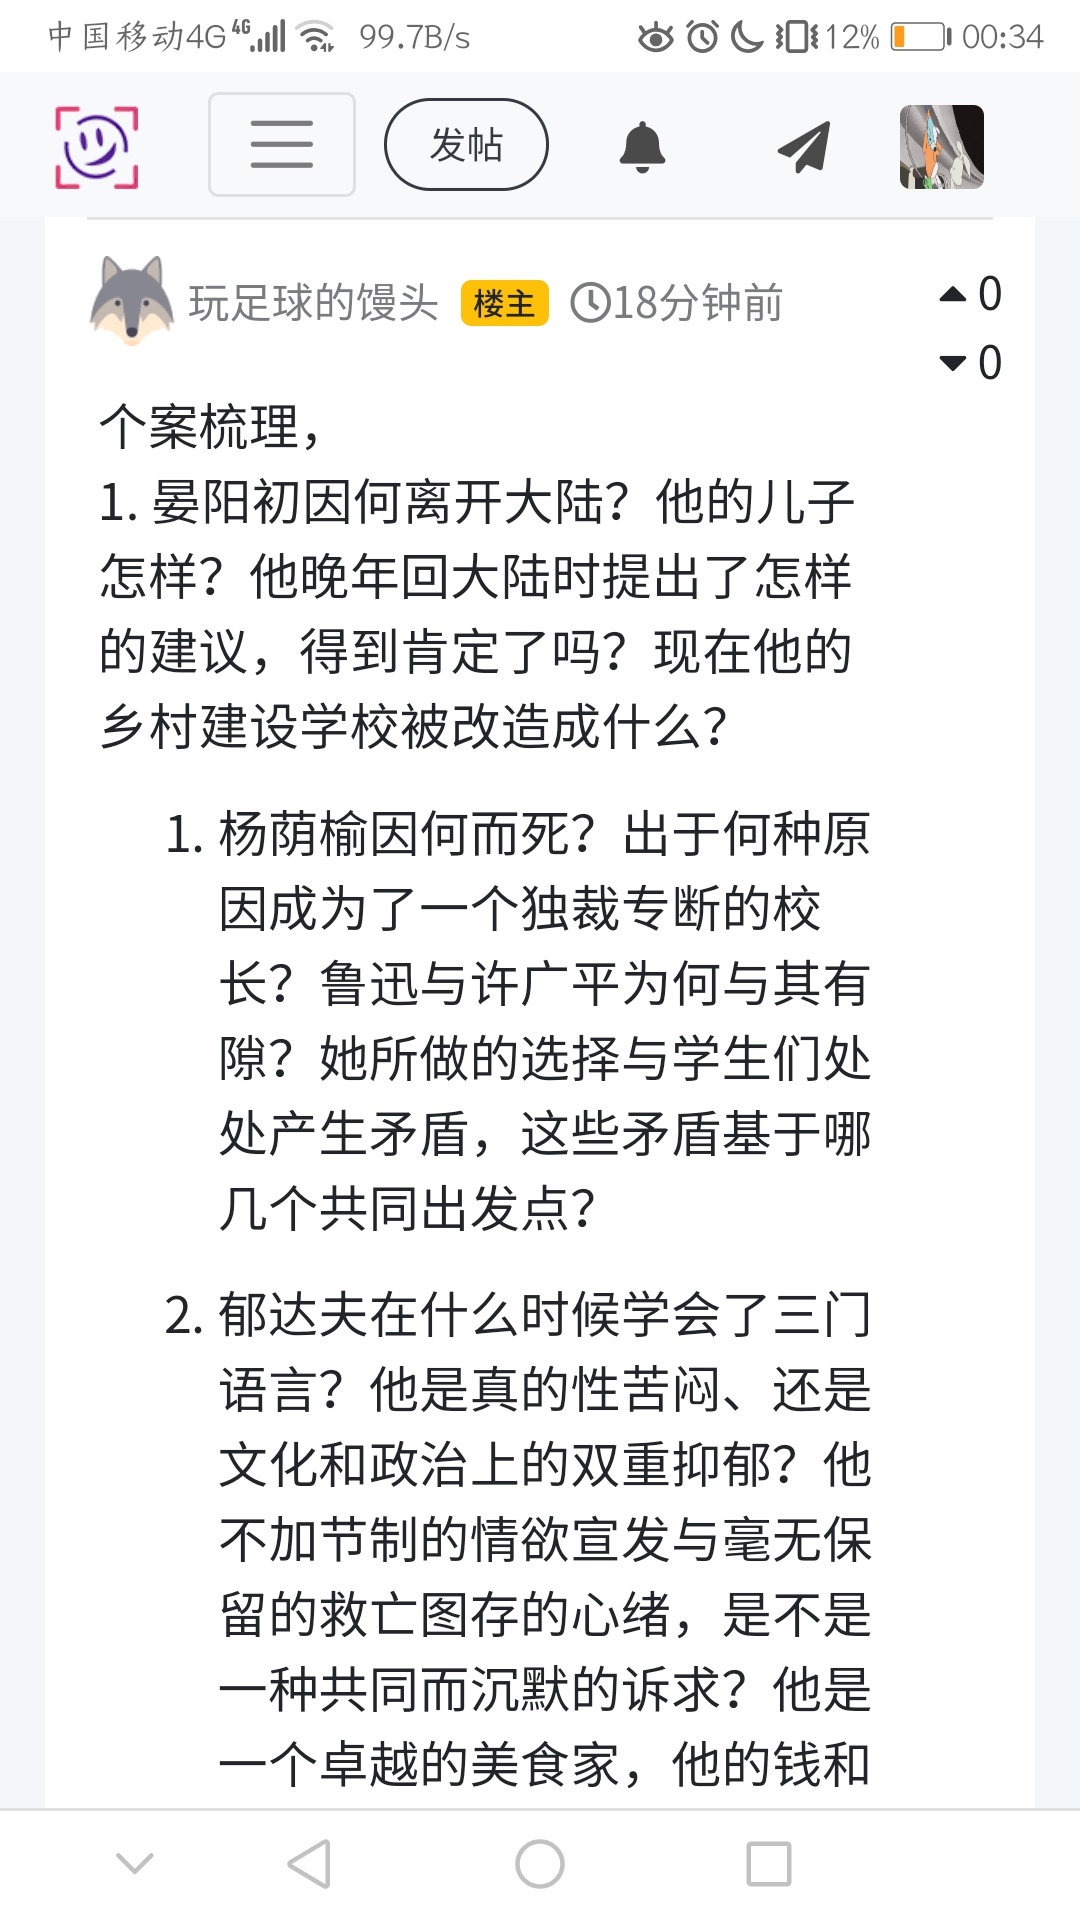 中国移动4G 4G 99.7B/s 12% 00:34
发帖
玩足球的馒头 楼主 18分钟前
0
0
个案梳理，
1. 晏阳初因何离开大陆？他的儿子
怎样？他晚年回大陆时提出了怎样
的建议，得到肯定了吗？现在他的
乡村建设学校被改造成什么？
1. 杨荫榆因何而死？出于何种原
因成为了一个独裁专断的校
长？鲁迅与许广平为何与其有
隙？她所做的选择与学生们处
处产生矛盾，这些矛盾基于哪
几个共同出发点？
2. 郁达夫在什么时候学会了三门
语言？他是真的性苦闷、还是
文化和政治上的双重抑郁？他
不加节制的情欲宣发与毫无保
留的救亡图存的心绪，是不是
一种共同而沉默的诉求？他是
一个卓越的美食家，他的钱和